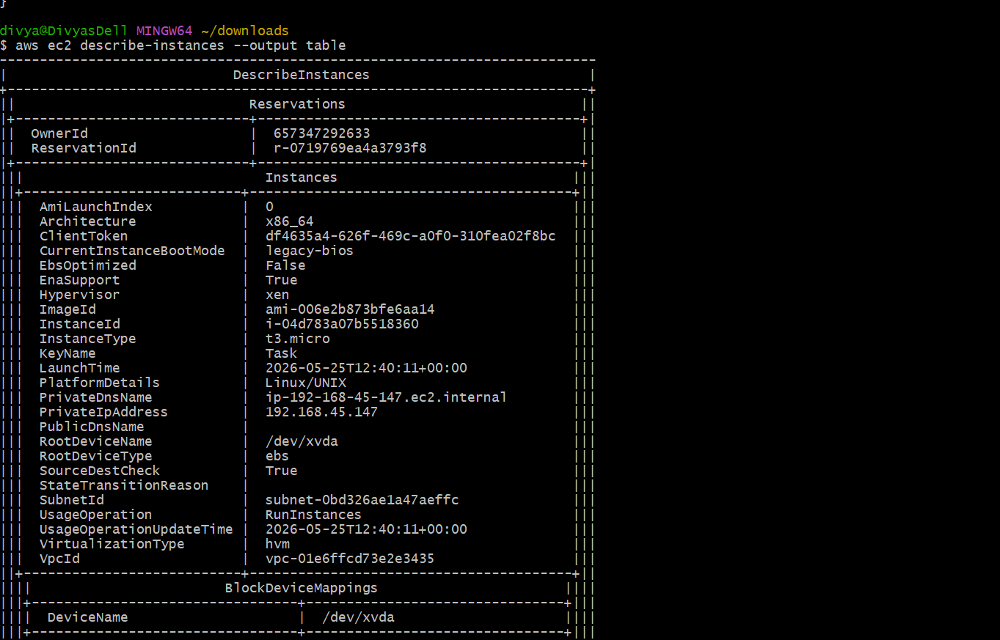 }
divya@DivyasDell MINGW64 ~/downloads
$ aws ec2 describe-instances --output table
-------------------------------------------------------------------------
| DescribeInstances |
+-----------------------------------------------------------------------+
|| Reservations ||
|+-----------------------------+---------------------------------------+|
|| OwnerId | 657347292633 ||
|| ReservationId | r-0719769ea4a3793f8 ||
|+-----------------------------+---------------------------------------+|
||| Instances |||
||+---------------------------+---------------------------------------+||
||| AmiLaunchIndex | 0 |||
||| Architecture | x86_64 |||
||| ClientToken | df4635a4-626f-469c-a0f0-310fea02f8bc |||
||| CurrentInstanceBootMode | legacy-bios |||
||| EbsOptimized | False |||
||| EnaSupport | True |||
||| Hypervisor | xen |||
||| ImageId | ami-006e2b873bfe6aa14 |||
||| InstanceId | i-04d783a07b5518360 |||
||| InstanceType | t3.micro |||
||| KeyName | Task |||
||| LaunchTime | 2026-05-25T12:40:11+00:00 |||
||| PlatformDetails | Linux/UNIX |||
||| PrivateDnsName | ip-192-168-45-147.ec2.internal |||
||| PrivateIpAddress | 192.168.45.147 |||
||| PublicDnsName | |||
||| RootDeviceName | /dev/xvda |||
||| RootDeviceType | ebs |||
||| SourceDestCheck | True |||
||| StateTransitionReason | |||
||| SubnetId | subnet-0bd326ae1a47aeffc |||
||| UsageOperation | RunInstances |||
||| UsageOperationUpdateTime | 2026-05-25T12:40:11+00:00 |||
||| VirtualizationType | hvm |||
||| VpcId | vpc-01e6ffcd73e2e3435 |||
||+---------------------------+---------------------------------------+||
|||| BlockDeviceMappings ||||
|||+---------------------------------+--------------------------------+|||
|||| DeviceName | /dev/xvda ||||
|||+---------------------------------+--------------------------------+|||